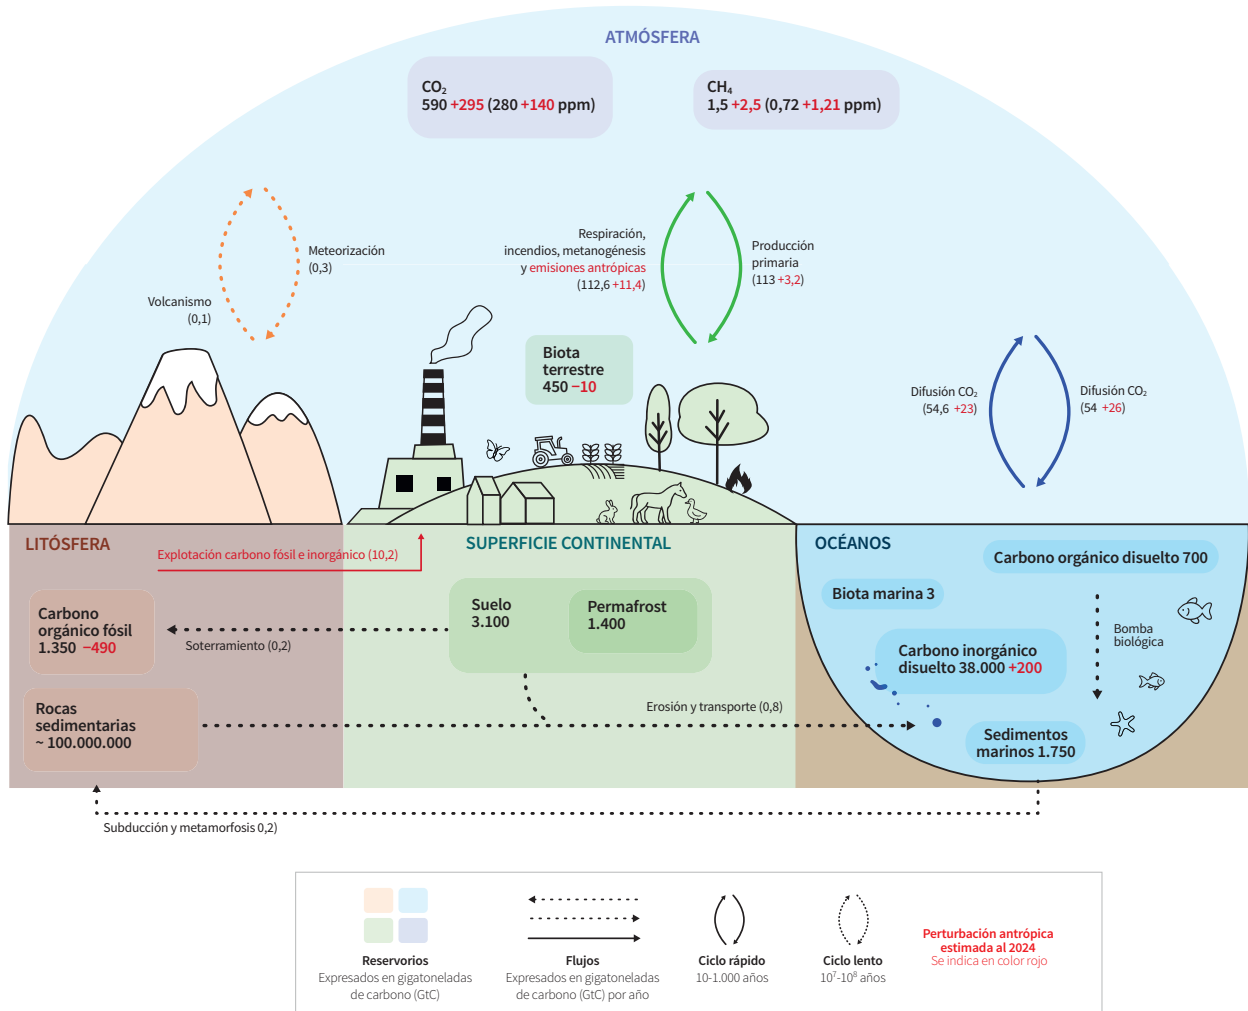 ATMÓSFERA
CO₂
590 +295 (280 +140 ppm)
CH₄
1,5 +2,5 (0,72 +1,21 ppm)
Meteorización
(0,3)
Volcanismo
(0,1)
Respiración,
incendios, metanogénesis
y emisiones antrópicas
(112,6 +11,4)
Producción
primaria
(113 +3,2)
Biota
terrestre
450 −10
Difusión CO₂
(54,6 +23)
Difusión CO₂
(54 +26)
LITÓSFERA
Explotación carbono fósil e inorgánico (10,2)
SUPERFICIE CONTINENTAL
OCÉANOS
Carbono orgánico disuelto 700
Biota marina 3
Carbono
orgánico fósil
1.350 −490
Soterramiento (0,2)
Suelo
3.100
Permafrost
1.400
Bomba
biológica
Carbono inorgánico
disuelto 38.000 +200
Rocas
sedimentarias
~ 100.000.000
Erosión y transporte (0,8)
Sedimentos
marinos 1.750
Subducción y metamorfosis 0,2)
Reservorios
Expresados en gigatoneladas
de carbono (GtC)
Flujos
Expresados en gigatoneladas
de carbono (GtC) por año
Ciclo rápido
10-1.000 años
Ciclo lento
10⁷-10⁸ años
Perturbación antrópica
estimada al 2024
Se indica en color rojo